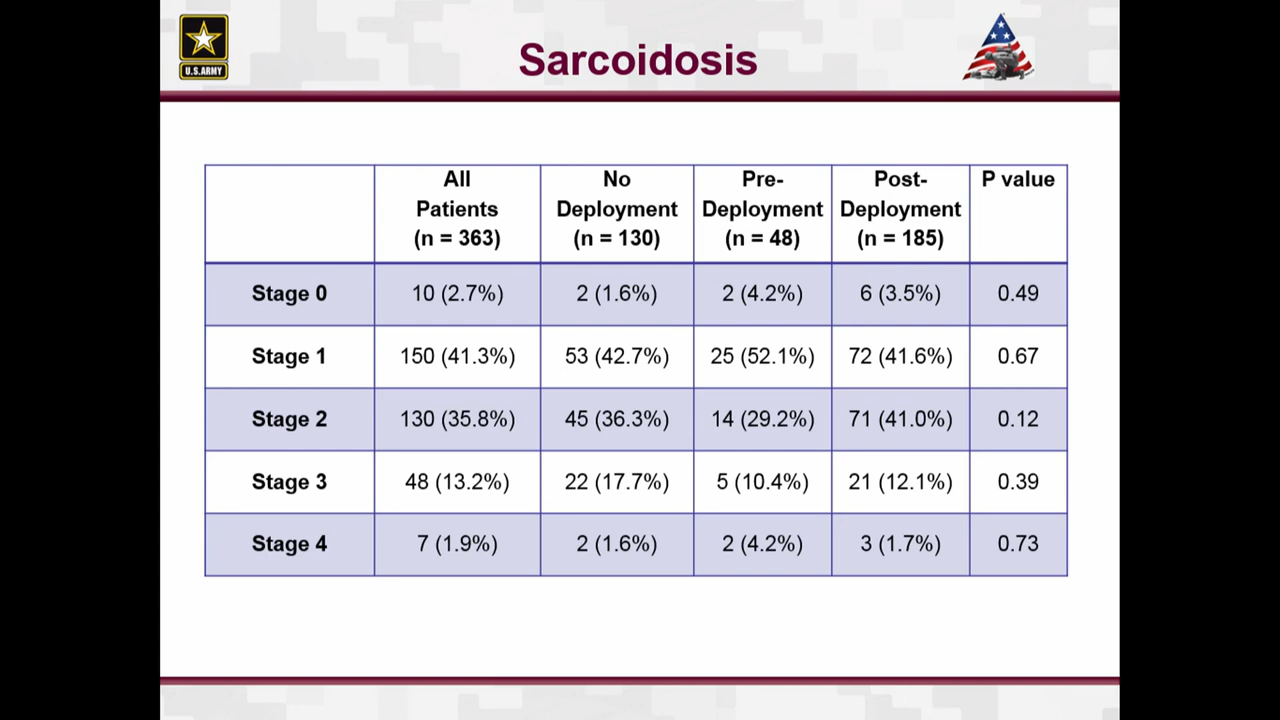 U.S.ARMY
Sarcoidosis
All Patients (n = 363) No Deployment (n = 130) Pre-Deployment (n = 48) Post-Deployment (n = 185) P value
Stage 0 10 (2.7%) 2 (1.6%) 2 (4.2%) 6 (3.5%) 0.49
Stage 1 150 (41.3%) 53 (42.7%) 25 (52.1%) 72 (41.6%) 0.67
Stage 2 130 (35.8%) 45 (36.3%) 14 (29.2%) 71 (41.0%) 0.12
Stage 3 48 (13.2%) 22 (17.7%) 5 (10.4%) 21 (12.1%) 0.39
Stage 4 7 (1.9%) 2 (1.6%) 2 (4.2%) 3 (1.7%) 0.73